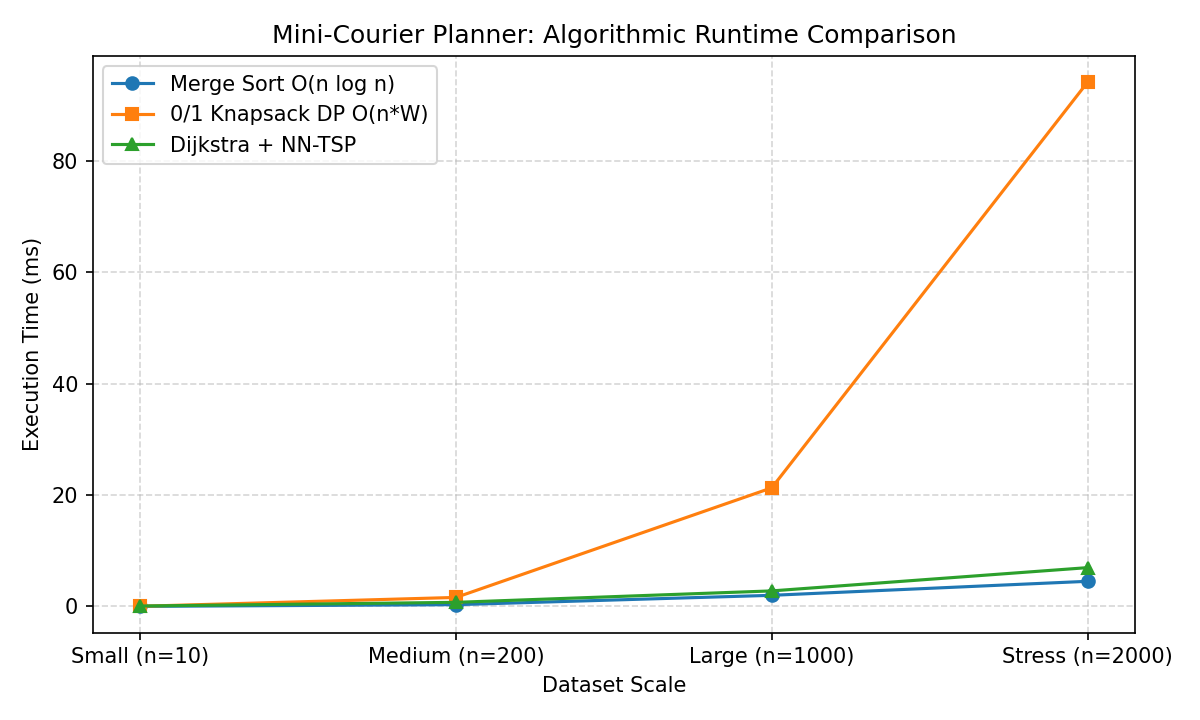 Mini-Courier Planner: Algorithmic Runtime Comparison
Merge Sort O(n log n)
0/1 Knapsack DP O(n*W)
Dijkstra + NN-TSP
80
60
40
20
0
Execution Time (ms)
Small (n=10)
Medium (n=200)
Large (n=1000)
Stress (n=2000)
Dataset Scale